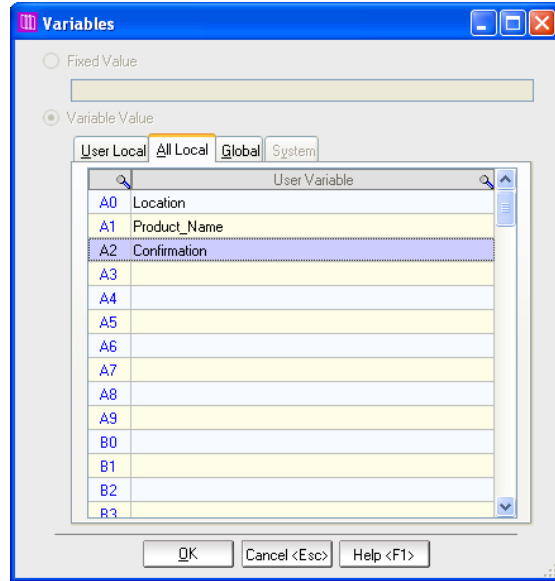 Variables
Fixed Value
Variable Value
User Local All Local Global System
User Variable
A0 Location
A1 Product_Name
A2 Confirmation
A3
A4
A5
A6
A7
A8
A9
B0
B1
B2
B3
OK Cancel <Esc> Help <F1>